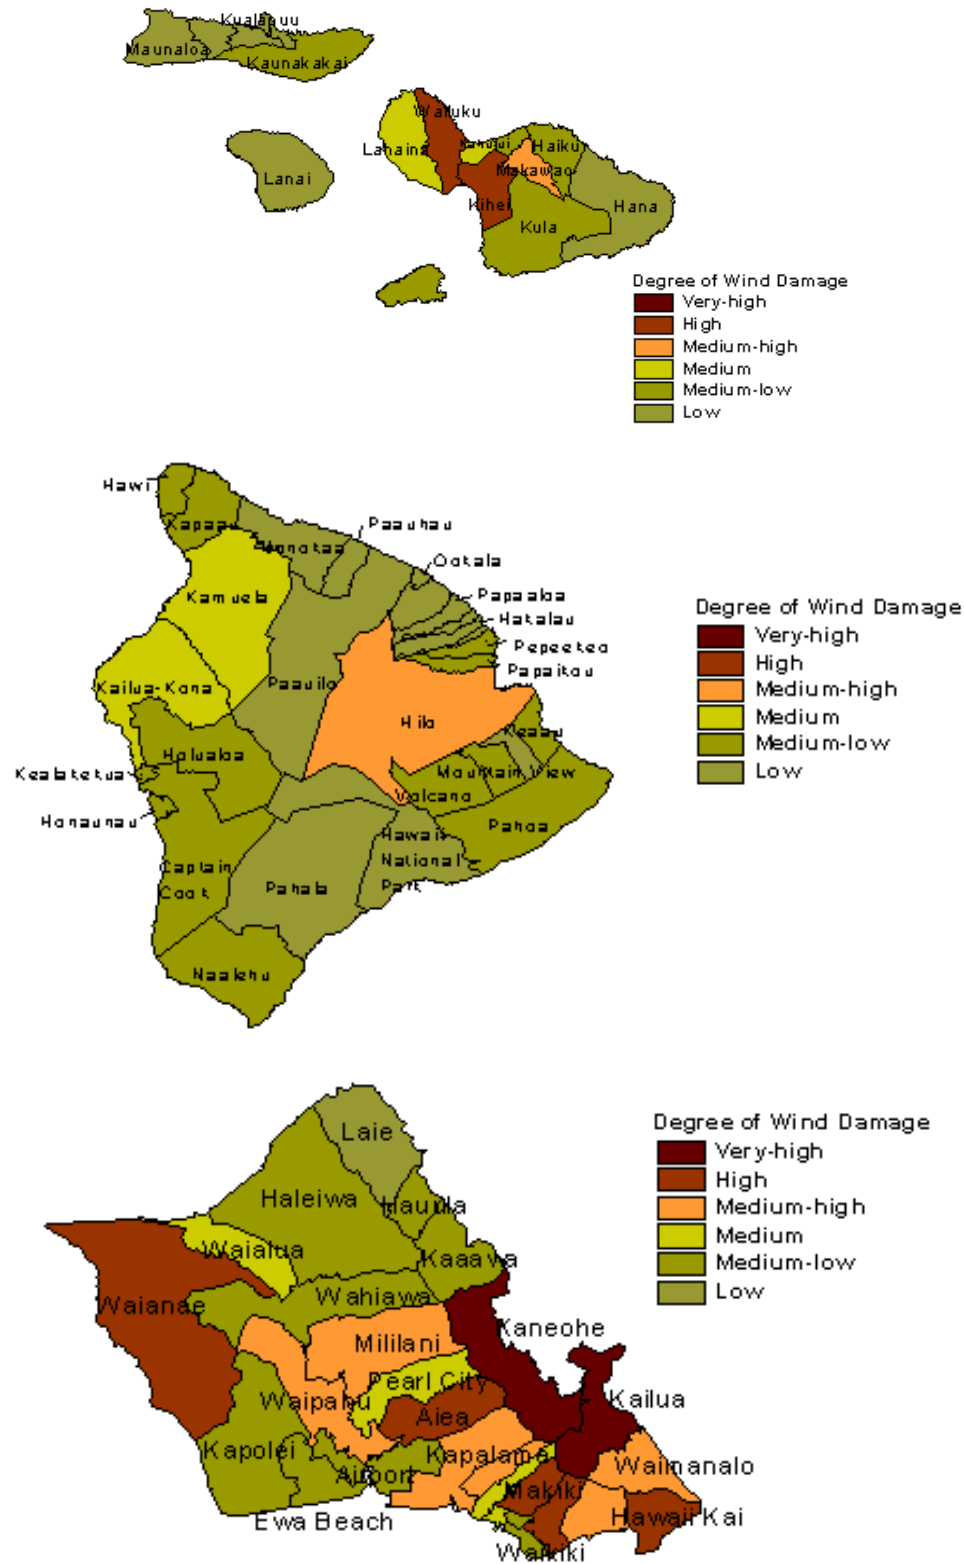 Kualapuu
Maunaloa
Kaunakakai
Wailuku
Lahaina
Kahului
Haiku
Makawao
Lanai
Kihei
Hana
Kula
Degree of Wind Damage
Very-high
High
Medium-high
Medium
Medium-low
Low
Hawi
Kapaau
Paauhau
Honokaa
Ookala
Kamuela
Papaaloa
Hakalau
Pepeekeo
Papaikou
Kailua-Kona
Paauilo
Hilo
Keaau
Holualoa
Kealakekua
Mountain View
Volcano
Honaunau
Pahoa
Hawaii
National
Park
Captain
Cook
Pahala
Naalehu
Degree of Wind Damage
Very-high
High
Medium-high
Medium
Medium-low
Low
Laie
Haleiwa
Hauula
Waialua
Kaaawa
Waianae
Wahiawa
Kaneohe
Mililani
Pearl City
Waipahu
Kailua
Aiea
Kapolei
Kapalama
Airport
Waimanalo
Makiki
Ewa Beach
Hawaii Kai
Waikiki
Degree of Wind Damage
Very-high
High
Medium-high
Medium
Medium-low
Low